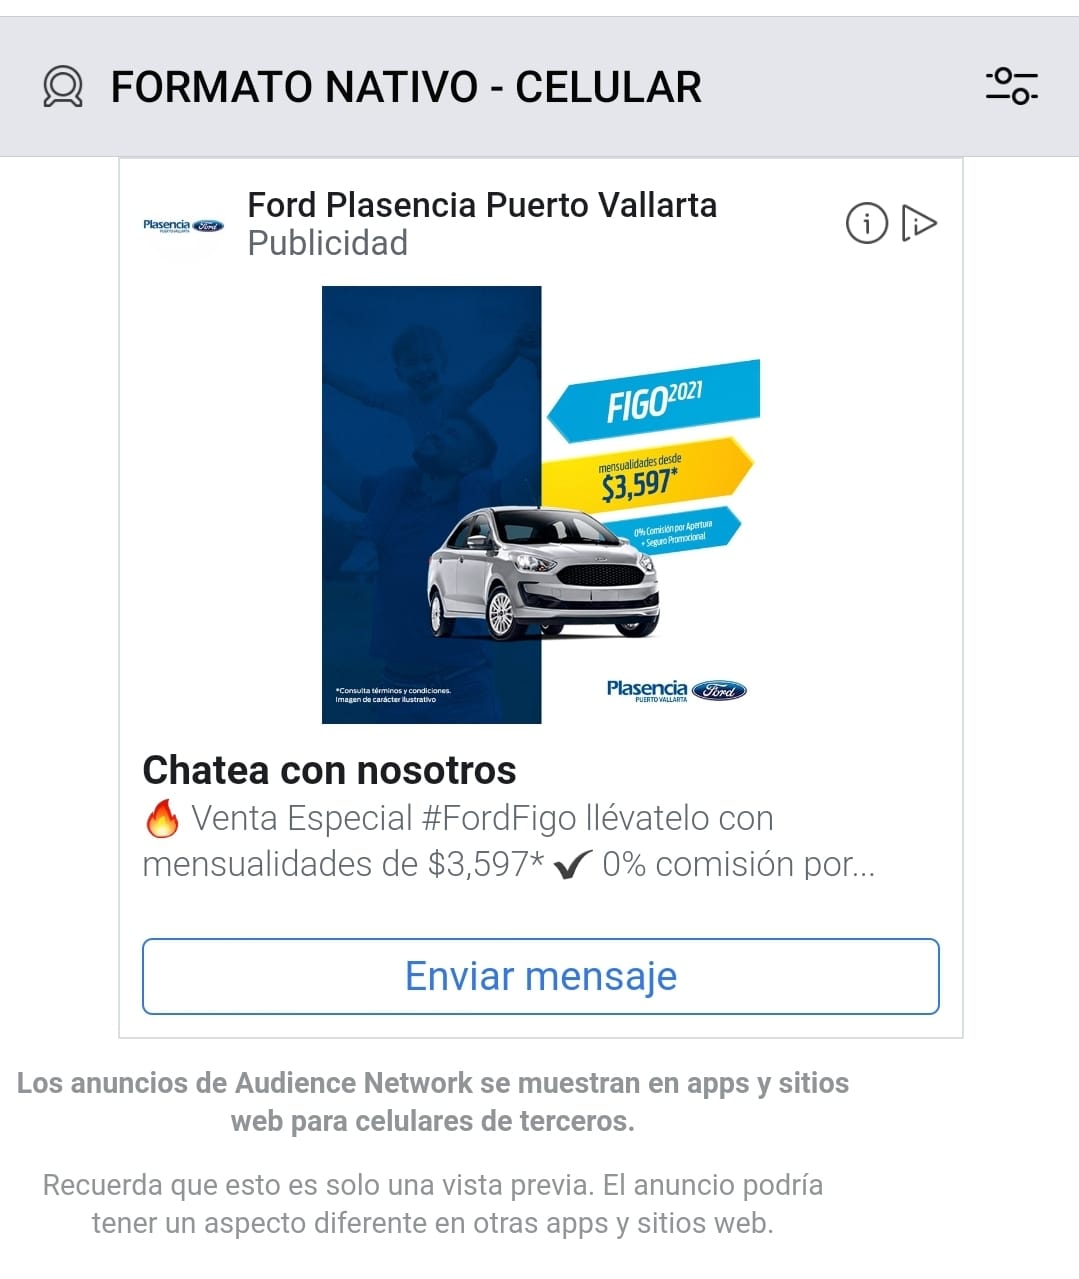 FORMATO NATIVO - CELULAR
Plasencia Ford
PUERTO VALLARTA
Ford Plasencia Puerto Vallarta
Publicidad
FIGO 2021
mensualidades desde
$3,597*
0% Comisión por Apertura
+ Seguro Promocional
*Consulta términos y condiciones.
Imagen de carácter ilustrativo
Plasencia Ford
PUERTO VALLARTA
Chatea con nosotros
🔥 Venta Especial #FordFigo llévatelo con
mensualidades de $3,597* ✔ 0% comisión por...
Enviar mensaje
Los anuncios de Audience Network se muestran en apps y sitios
web para celulares de terceros.
Recuerda que esto es solo una vista previa. El anuncio podría
tener un aspecto diferente en otras apps y sitios web.